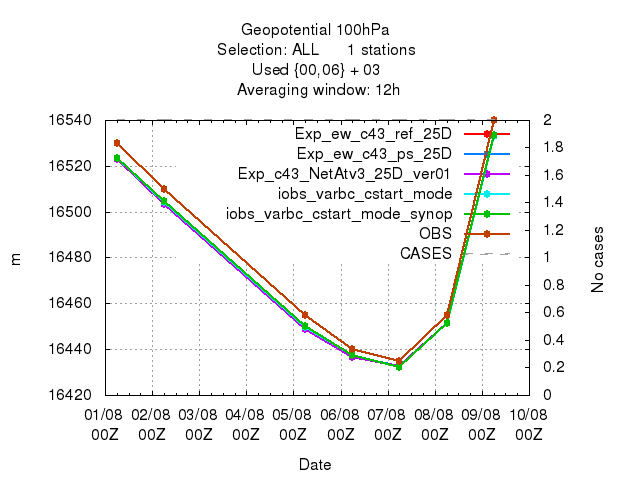 Geopotential 100hPa
Selection: ALL 1 stations
Used {00,06} + 03
Averaging window: 12h
16540
16520
16500
16480
16460
16440
16420
m
2
1.8
1.6
1.4
1.2
1
0.8
0.6
0.4
0.2
0
No cases
Exp_ew_c43_ref_25D
Exp_ew_c43_ps_25D
Exp_c43_NetAtv3_25D_ver01
iobs_varbc_cstart_mode
iobs_varbc_cstart_mode_synop
OBS
CASES
01/08 02/08 03/08 04/08 05/08 06/08 07/08 08/08 09/08 10/08
00Z 00Z 00Z 00Z 00Z 00Z 00Z 00Z 00Z 00Z
Date